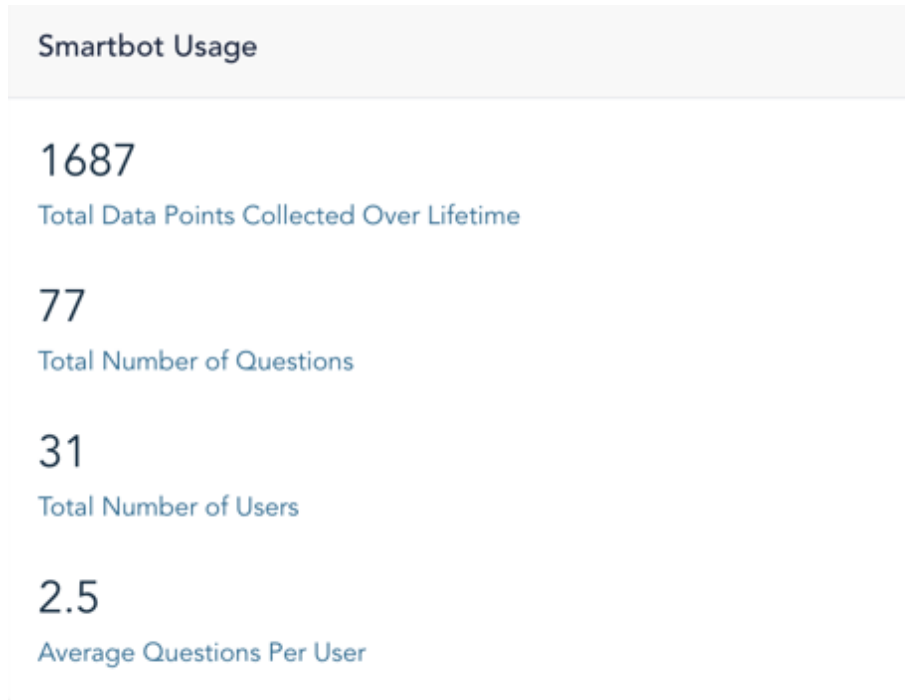 Smartbot Usage
1687
Total Data Points Collected Over Lifetime
77
Total Number of Questions
31
Total Number of Users
2.5
Average Questions Per User